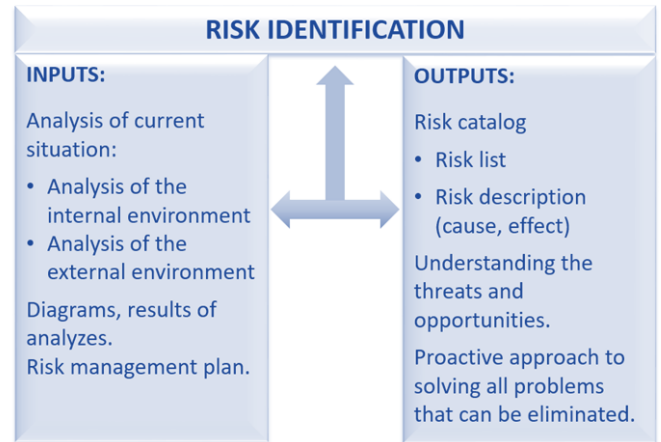 RISK IDENTIFICATION
INPUTS:
Analysis of current
situation:
• Analysis of the
internal environment
• Analysis of the
external environment
Diagrams, results of
analyzes.
Risk management plan.
OUTPUTS:
Risk catalog
• Risk list
• Risk description
(cause, effect)
Understanding the
threats and
opportunities.
Proactive approach to
solving all problems
that can be eliminated.